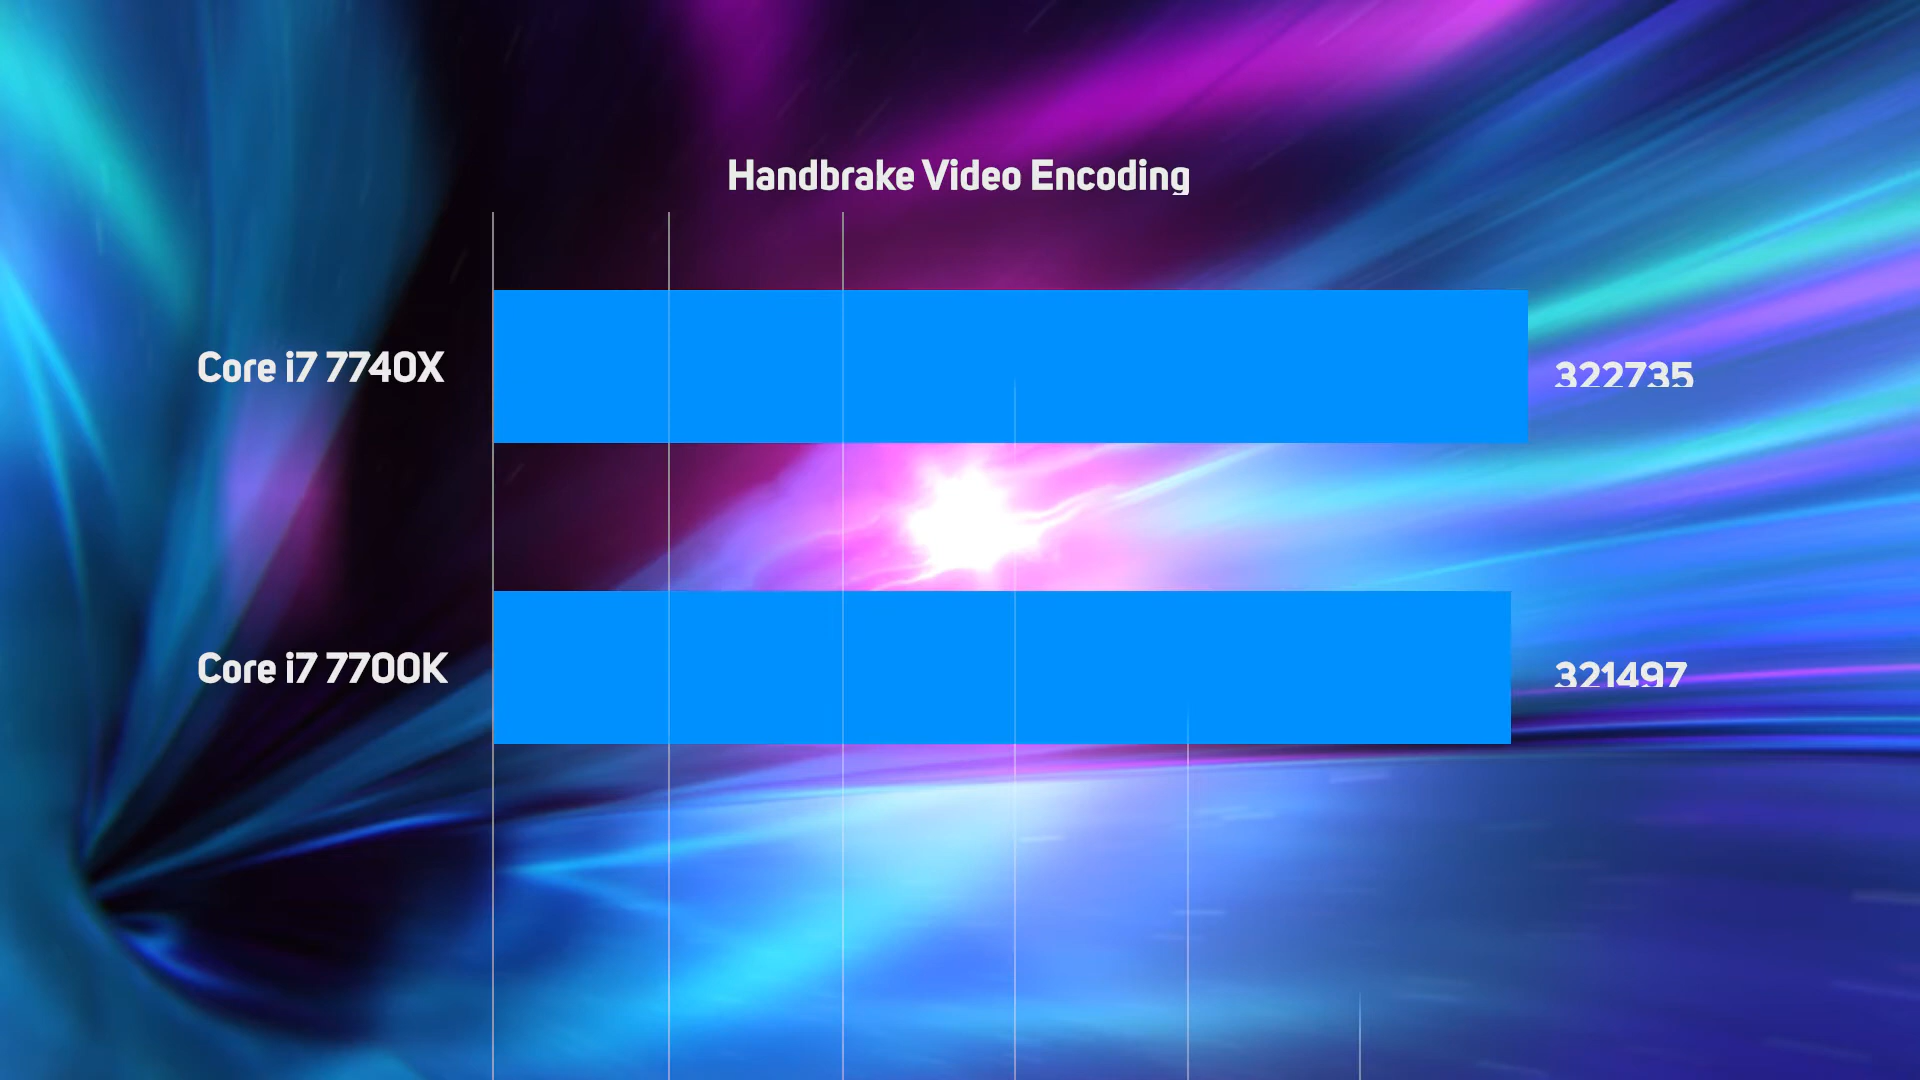 Handbrake Video Encoding
Core i7 7740X
322735
Core i7 7700K
321497